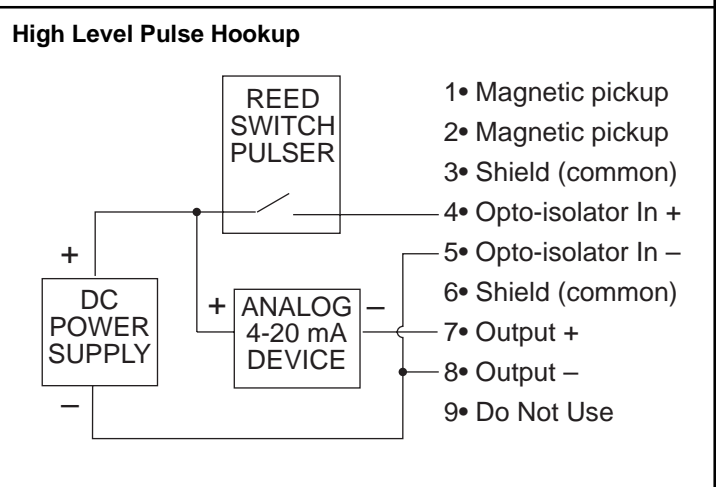 High Level Pulse Hookup
REED
SWITCH
PULSER
1• Magnetic pickup
2• Magnetic pickup
3• Shield (common)
4• Opto-isolator In +
5• Opto-isolator In –
6• Shield (common)
7• Output +
8• Output –
9• Do Not Use
+
DC
POWER
SUPPLY
–
+
ANALOG
4-20 mA
DEVICE
–